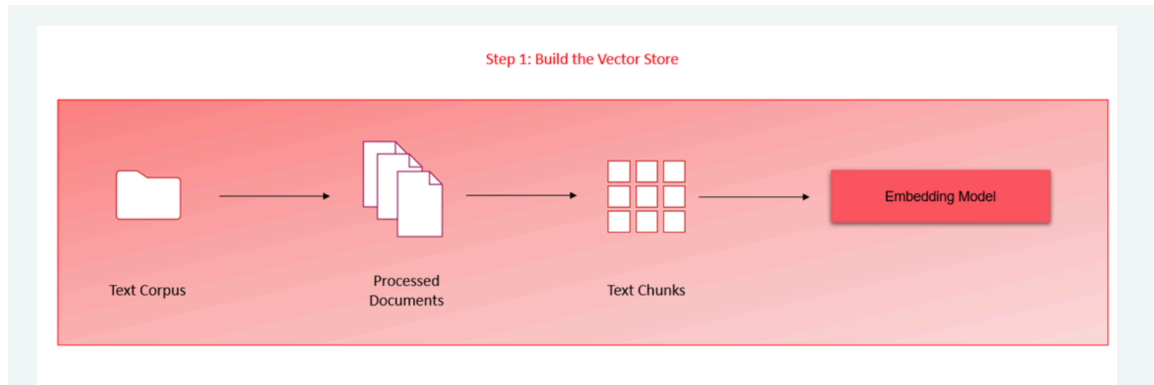 Step 1: Build the Vector Store
Text Corpus
Processed
Documents
Text Chunks
Embedding Model